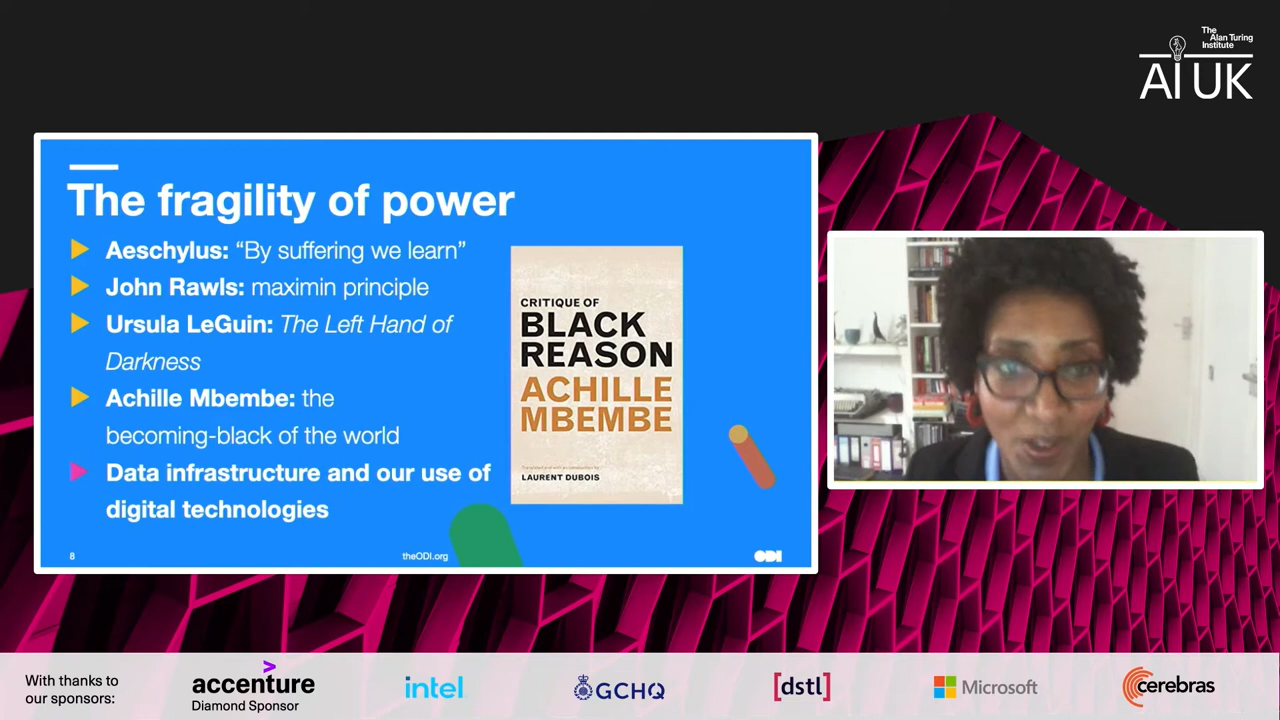 The
Alan Turing
Institute
AI UK
The fragility of power
Aeschylus: “By suffering we learn”
John Rawls: maximin principle
Ursula LeGuin: The Left Hand of
Darkness
Achille Mbembe: the
becoming-black of the world
Data infrastructure and our use of
digital technologies
CRITIQUE OF
BLACK
REASON
ACHILLE
MBEMBE
LAURENT DUBOIS
8
theODI.org
ODI
With thanks to
our sponsors:
accenture
Diamond Sponsor
intel
GCHQ
[dstl]
Microsoft
cerebras